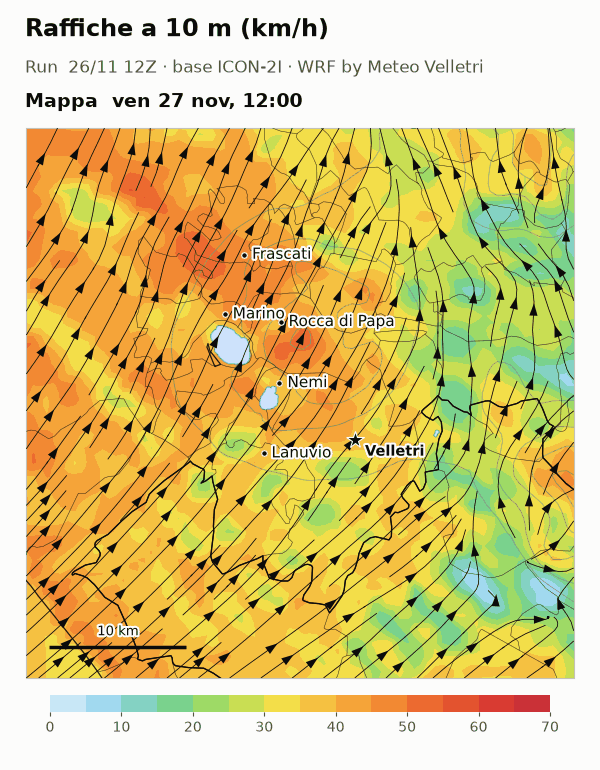 Raffiche a 10 m (km/h)
Run  26/11 12Z · base ICON-2I · WRF by Meteo Velletri
Mappa  ven 27 nov, 12:00
Frascati
Marino
Rocca di Papa
Nemi
Velletri
Lanuvio
10 km
0 10 20 30 40 50 60 70